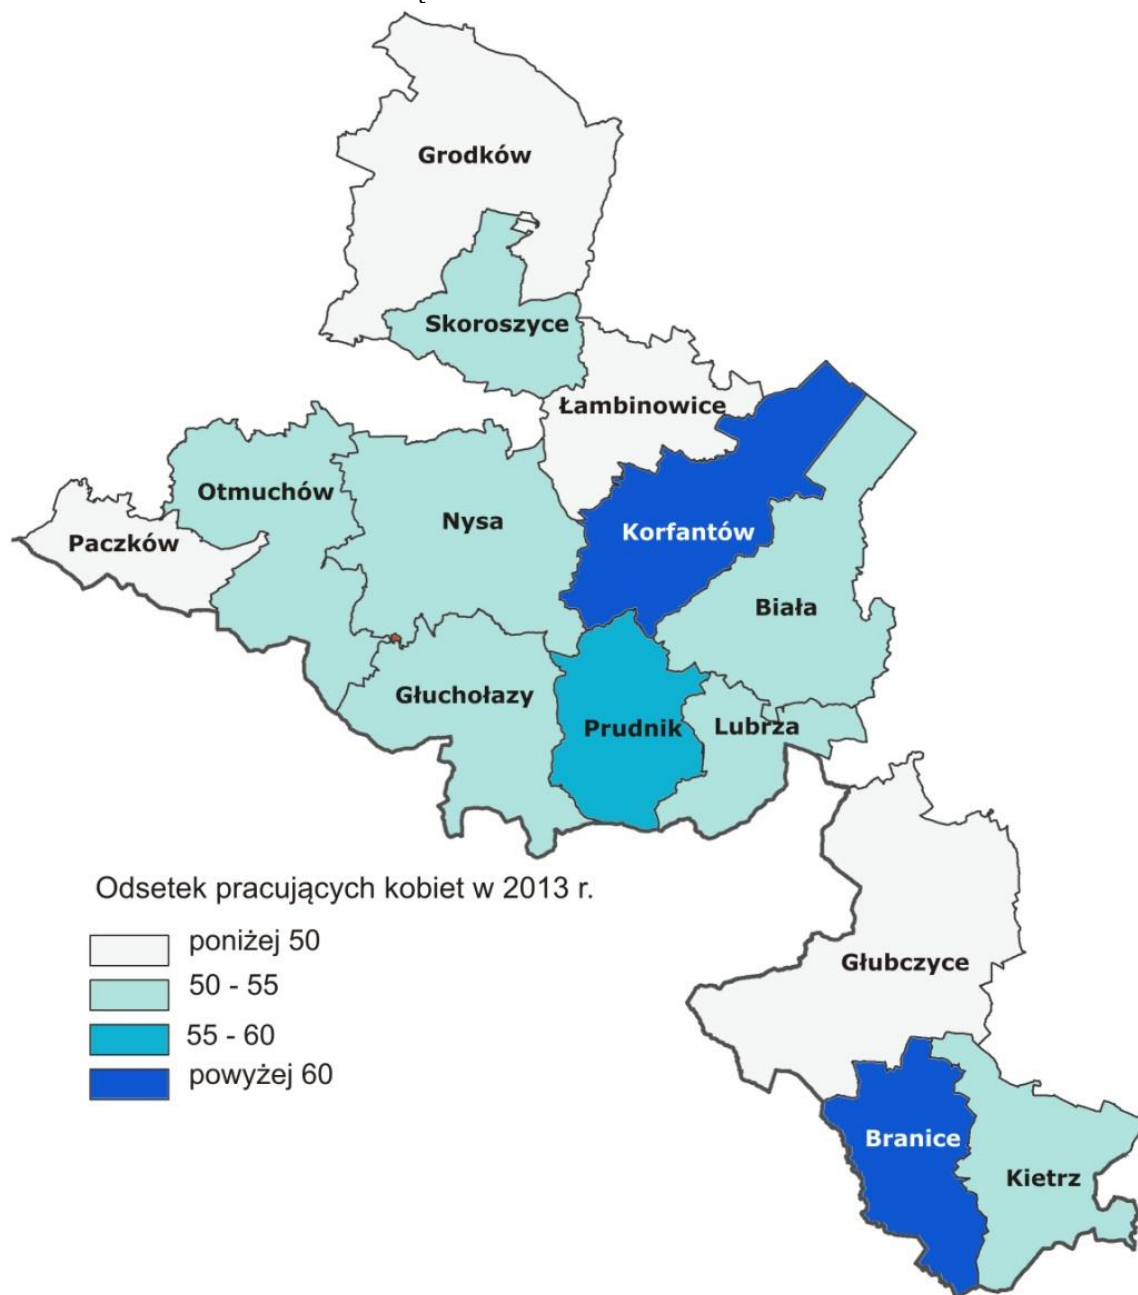 Grodków
Skoroszyce
Łambinowice
Otmuchów
Nysa
Korfantów
Paczków
Biała
Głuchołazy
Prudnik
Lubrza
Odsetek pracujących kobiet w 2013 r.
poniżej 50
50 - 55
55 - 60
powyżej 60
Głubczyce
Branice
Kietrz